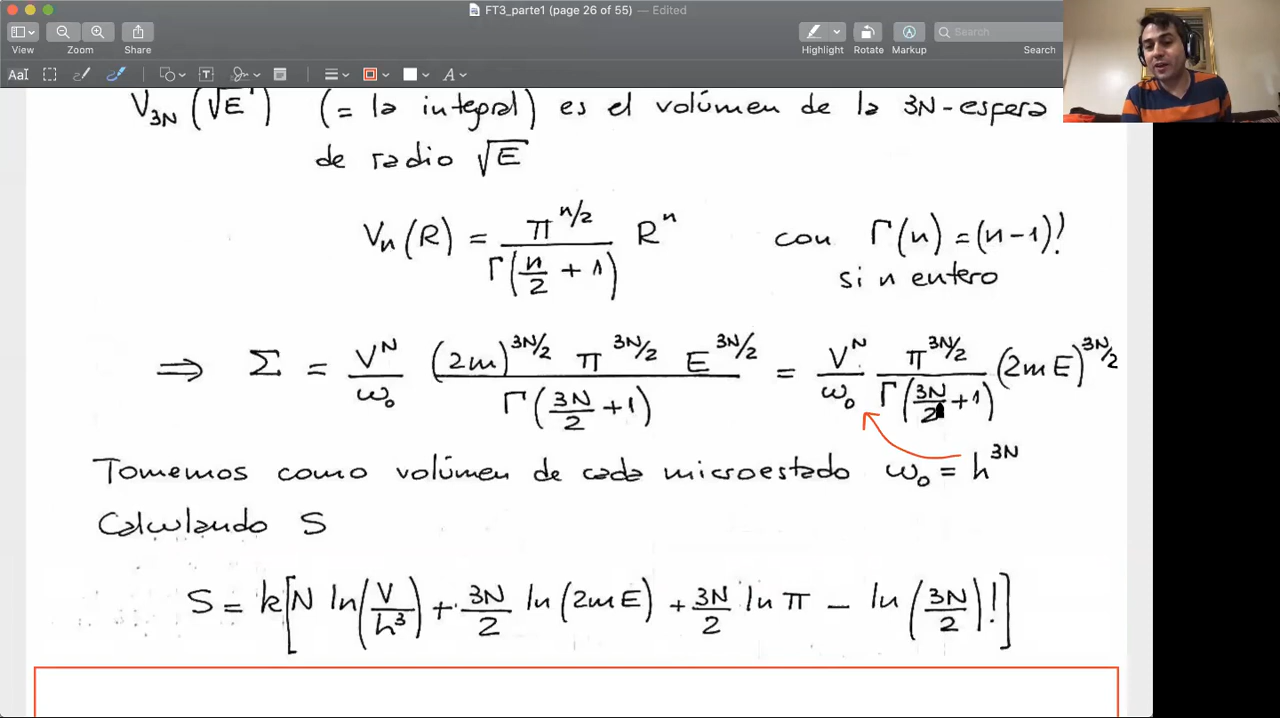 FT3_parte1 (page 26 of 55) — Edited
View Zoom Share Highlight Rotate Markup Search
Search
AaI T A
V_{3N}(√E) (= la integral) es el volúmen de la 3N-esfera
de radio √E
V_n(R) = π^{n/2} / Γ(n/2 + 1) R^n con Γ(n) = (n-1)!
si n entero
⇒ Σ = V^N/ω₀ (2m)^{3N/2} π^{3N/2} E^{3N/2} / Γ(3N/2 + 1) = V^N/ω₀ π^{3N/2} / Γ(3N/2 + 1) (2mE)^{3N/2}
Tomemos como volúmen de cada microestado ω₀ = h^{3N}
Calculando S
S = k[N ln(V/h³) + 3N/2 ln(2mE) + 3N/2 ln π − ln(3N/2)!]